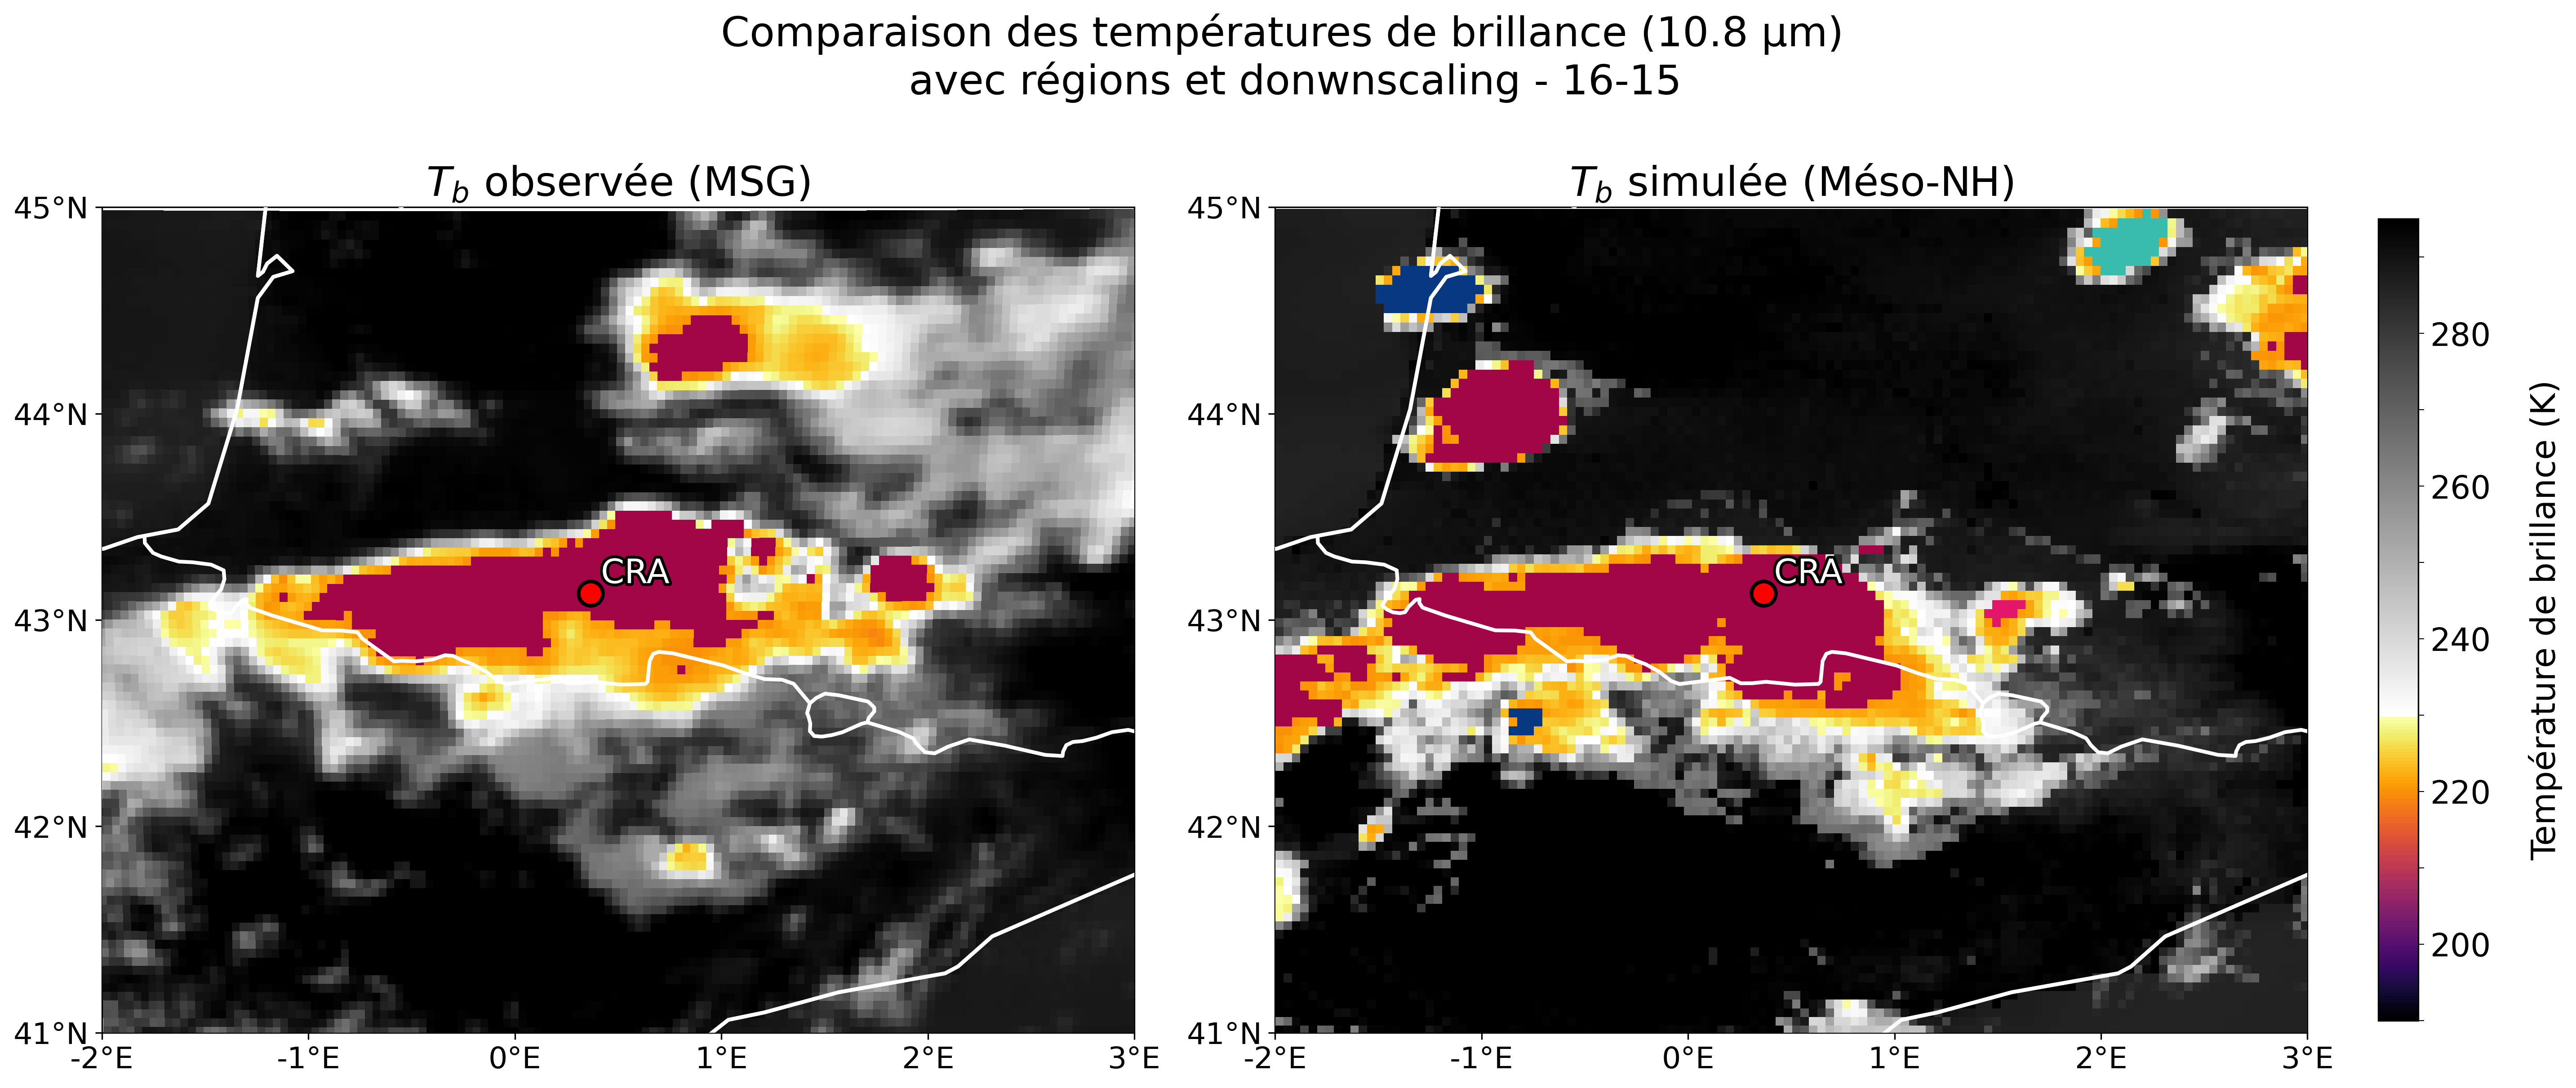 Comparaison des températures de brillance (10.8 µm)
avec régions et donwnscaling - 16-15
T_b observée (MSG)
T_b simulée (Méso-NH)
45°N
44°N
43°N
42°N
41°N
-2°E
-1°E
0°E
1°E
2°E
3°E
CRA
45°N
44°N
43°N
42°N
41°N
-2°E
-1°E
0°E
1°E
2°E
3°E
CRA
280
260
240
220
200
Température de brillance (K)